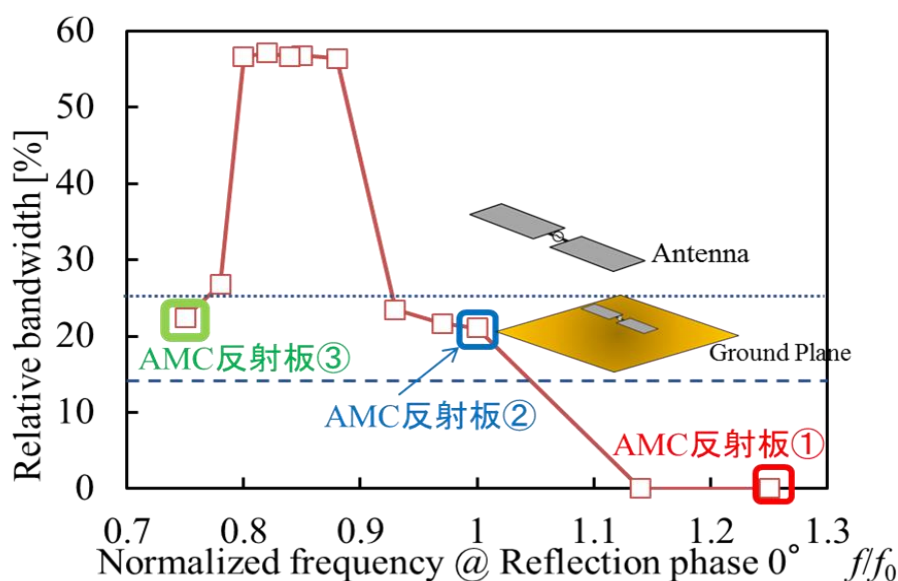 60
50
40
30
20
10
0
Relative bandwidth [%]
Antenna
Ground Plane
AMC反射板③
AMC反射板②
AMC反射板①
0.7 0.8 0.9 1 1.1 1.2 1.3
Normalized frequency @ Reflection phase 0° f/f₀